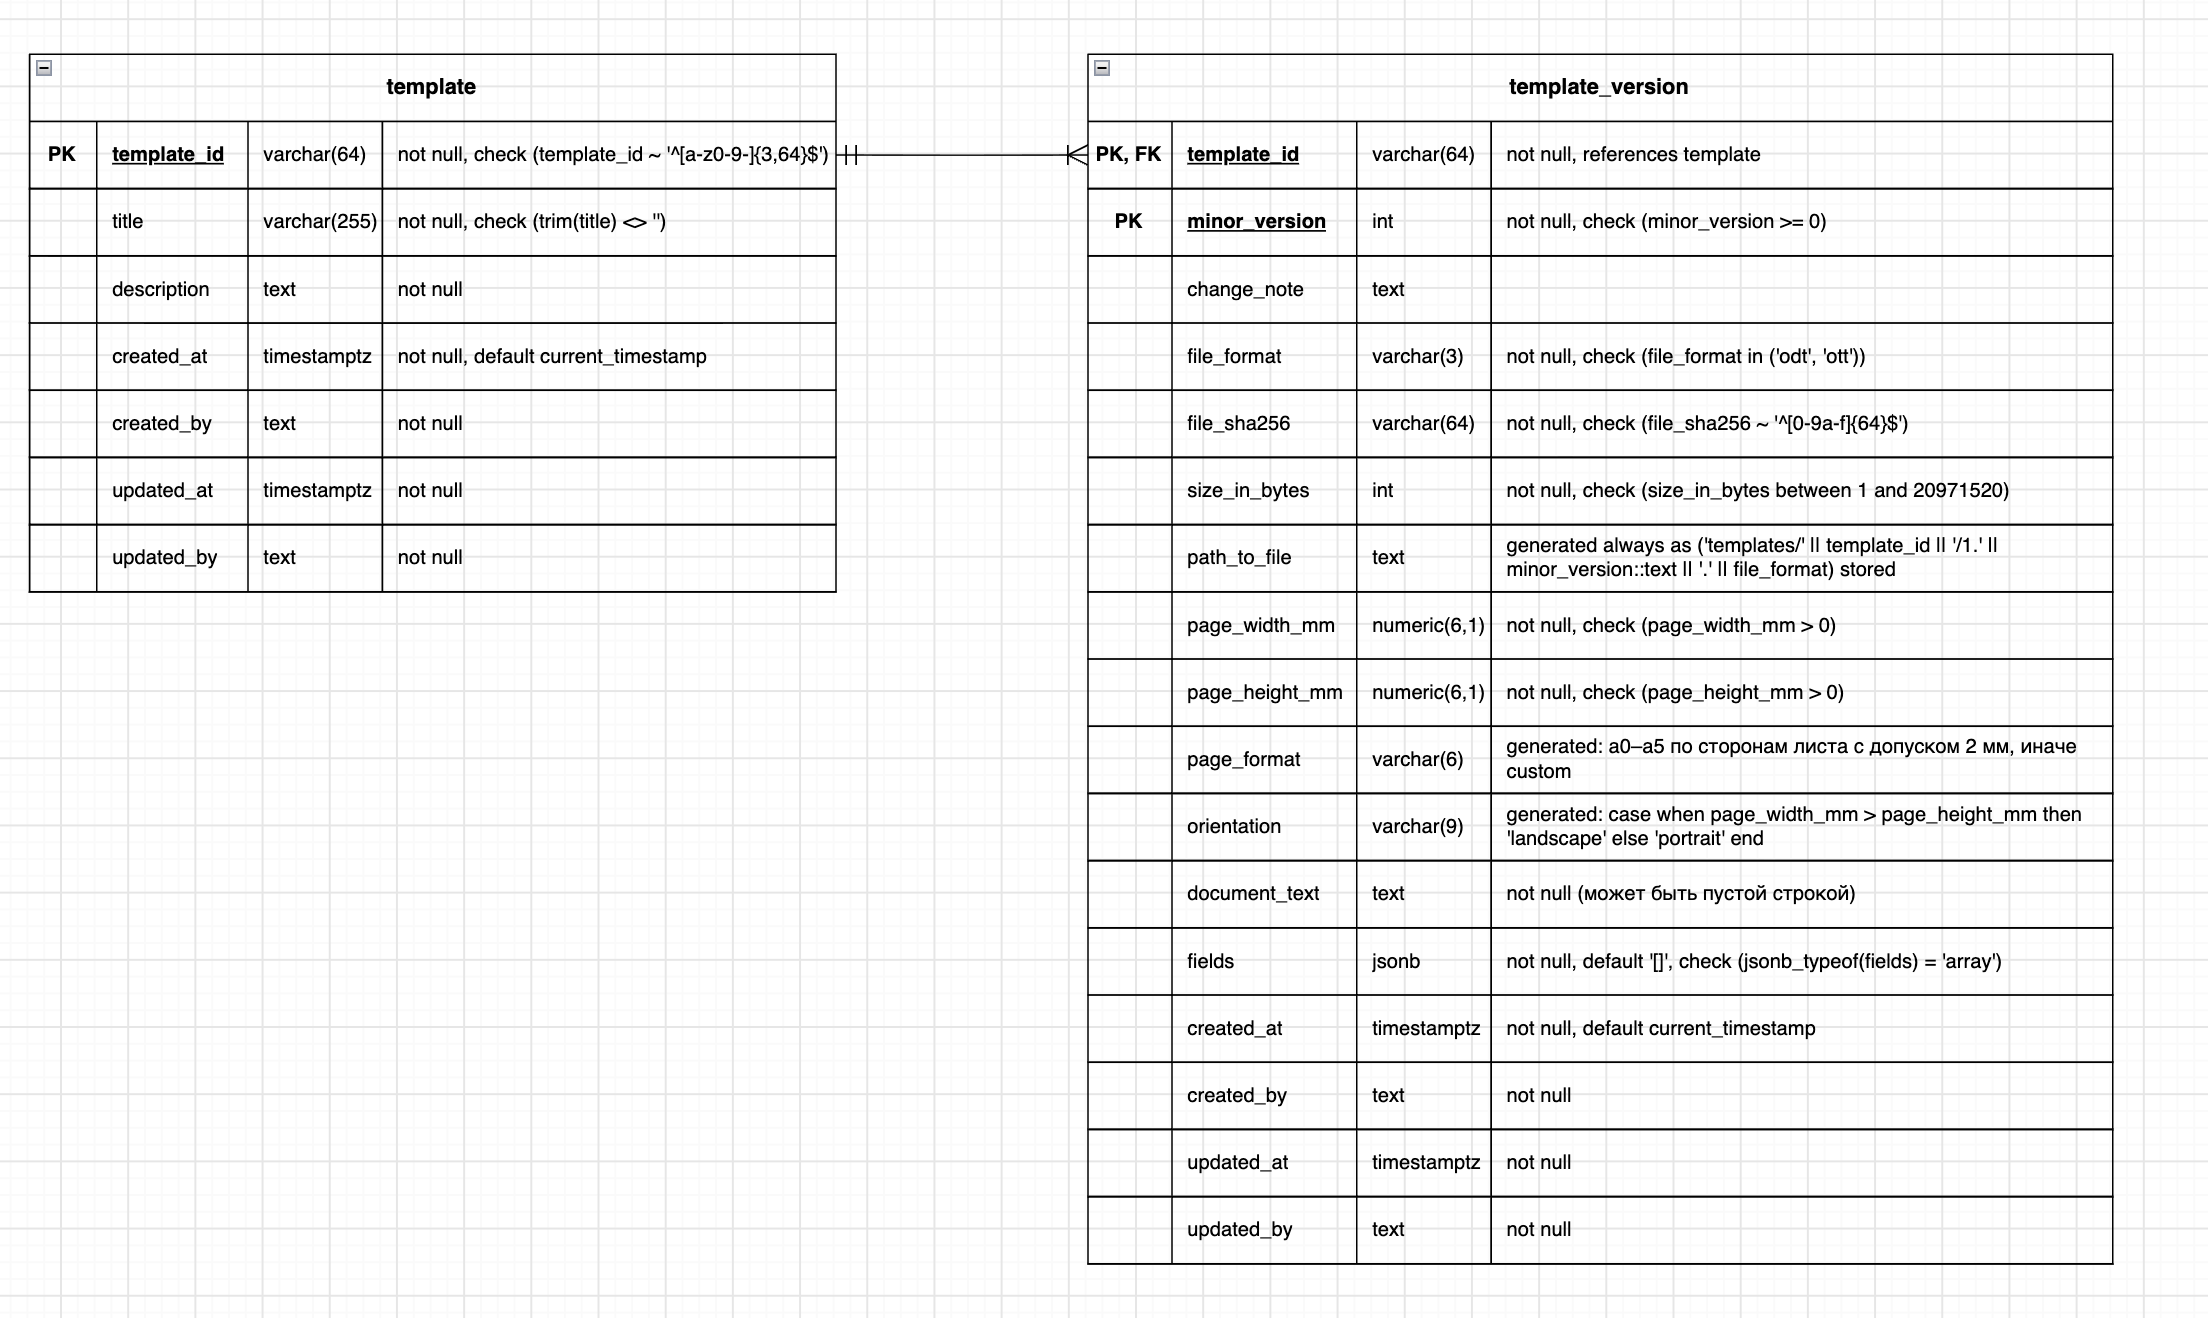 template
PK template_id varchar(64) not null, check (template_id ~ '^[a-z0-9-]{3,64}$')
title varchar(255) not null, check (trim(title) <> '')
description text not null
created_at timestamptz not null, default current_timestamp
created_by text not null
updated_at timestamptz not null
updated_by text not null
template_version
PK, FK template_id varchar(64) not null, references template
PK minor_version int not null, check (minor_version >= 0)
change_note text
file_format varchar(3) not null, check (file_format in ('odt', 'ott'))
file_sha256 varchar(64) not null, check (file_sha256 ~ '^[0-9a-f]{64}$')
size_in_bytes int not null, check (size_in_bytes between 1 and 20971520)
path_to_file text generated always as ('templates/' || template_id || '/1.' ||
minor_version::text || '.' || file_format) stored
page_width_mm numeric(6,1) not null, check (page_width_mm > 0)
page_height_mm numeric(6,1) not null, check (page_height_mm > 0)
page_format varchar(6) generated: a0–a5 по сторонам листа с допуском 2 мм, иначе
custom
orientation varchar(9) generated: case when page_width_mm > page_height_mm then
'landscape' else 'portrait' end
document_text text not null (может быть пустой строкой)
fields jsonb not null, default '[]', check (jsonb_typeof(fields) = 'array')
created_at timestamptz not null, default current_timestamp
created_by text not null
updated_at timestamptz not null
updated_by text not null